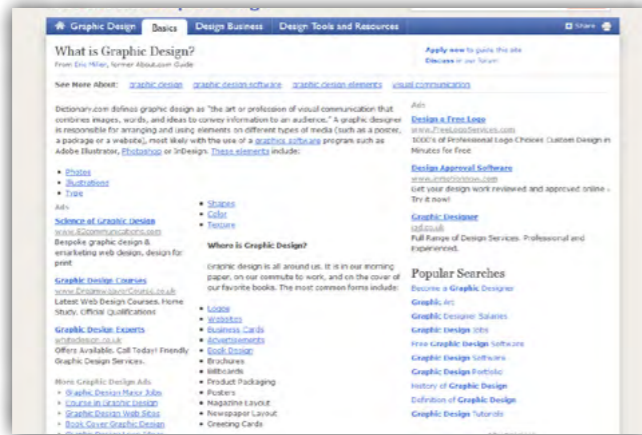 Graphic Design Basics Design Business Design Tools and Resources Share
What is Graphic Design?
From Eric Miller, former About.com Guide
Apply now to guide this site
Discuss in our forum
See More About: graphic design graphic design software graphic design elements visual communication
Dictionary.com defines graphic design as "the art or profession of visual communication that
combines images, words, and ideas to convey information to an audience." A graphic designer
is responsible for arranging and using elements on different types of media (such as a poster,
a package or a website), most likely with the use of a graphics software program such as
Adobe Illustrator, Photoshop or InDesign. These elements include:
Photos
Illustrations
Type
Ads
Science of Graphic Design
Bespoke graphic design &
emarketing web design, design for
print
Graphic Design Courses
Latest Web Design Courses. Home
Study. Official Qualifications
Graphic Design Experts
whitedesign.co.uk
Offers Available. Call Today! Friendly
Graphic Design Services.
More Graphic Design Ads
Graphic Design Major Jobs
Course in Graphic Design
Graphic Design Web Sites
Book Cover Graphic Design
Shapes
Color
Texture
Where is Graphic Design?
Graphic design is all around us. It is in our morning
paper, on our commute to work, and on the cover of
our favorite books. The most common forms include:
Logos
Websites
Business Cards
Advertisements
Book Design
Brochures
Billboards
Product Packaging
Posters
Magazine Layout
Newspaper Layout
Greeting Cards
Ads
Design a Free Logo
www.FreeLogoServices.com
1000's of Professional Logo Choices Custom Design in
Minutes for Free
Design Approval Software
Get your design work reviewed and approved online -
Try it now!
Graphic Designer
Full Range of Design Services. Professional and
Experienced.
Popular Searches
Become a Graphic Designer
Graphic Art
Graphic Designer Salaries
Graphic Design Jobs
Free Graphic Design Software
Graphic Design Software
Graphic Design Portfolio
History of Graphic Design
Definition of Graphic Design
Graphic Design Tutorials